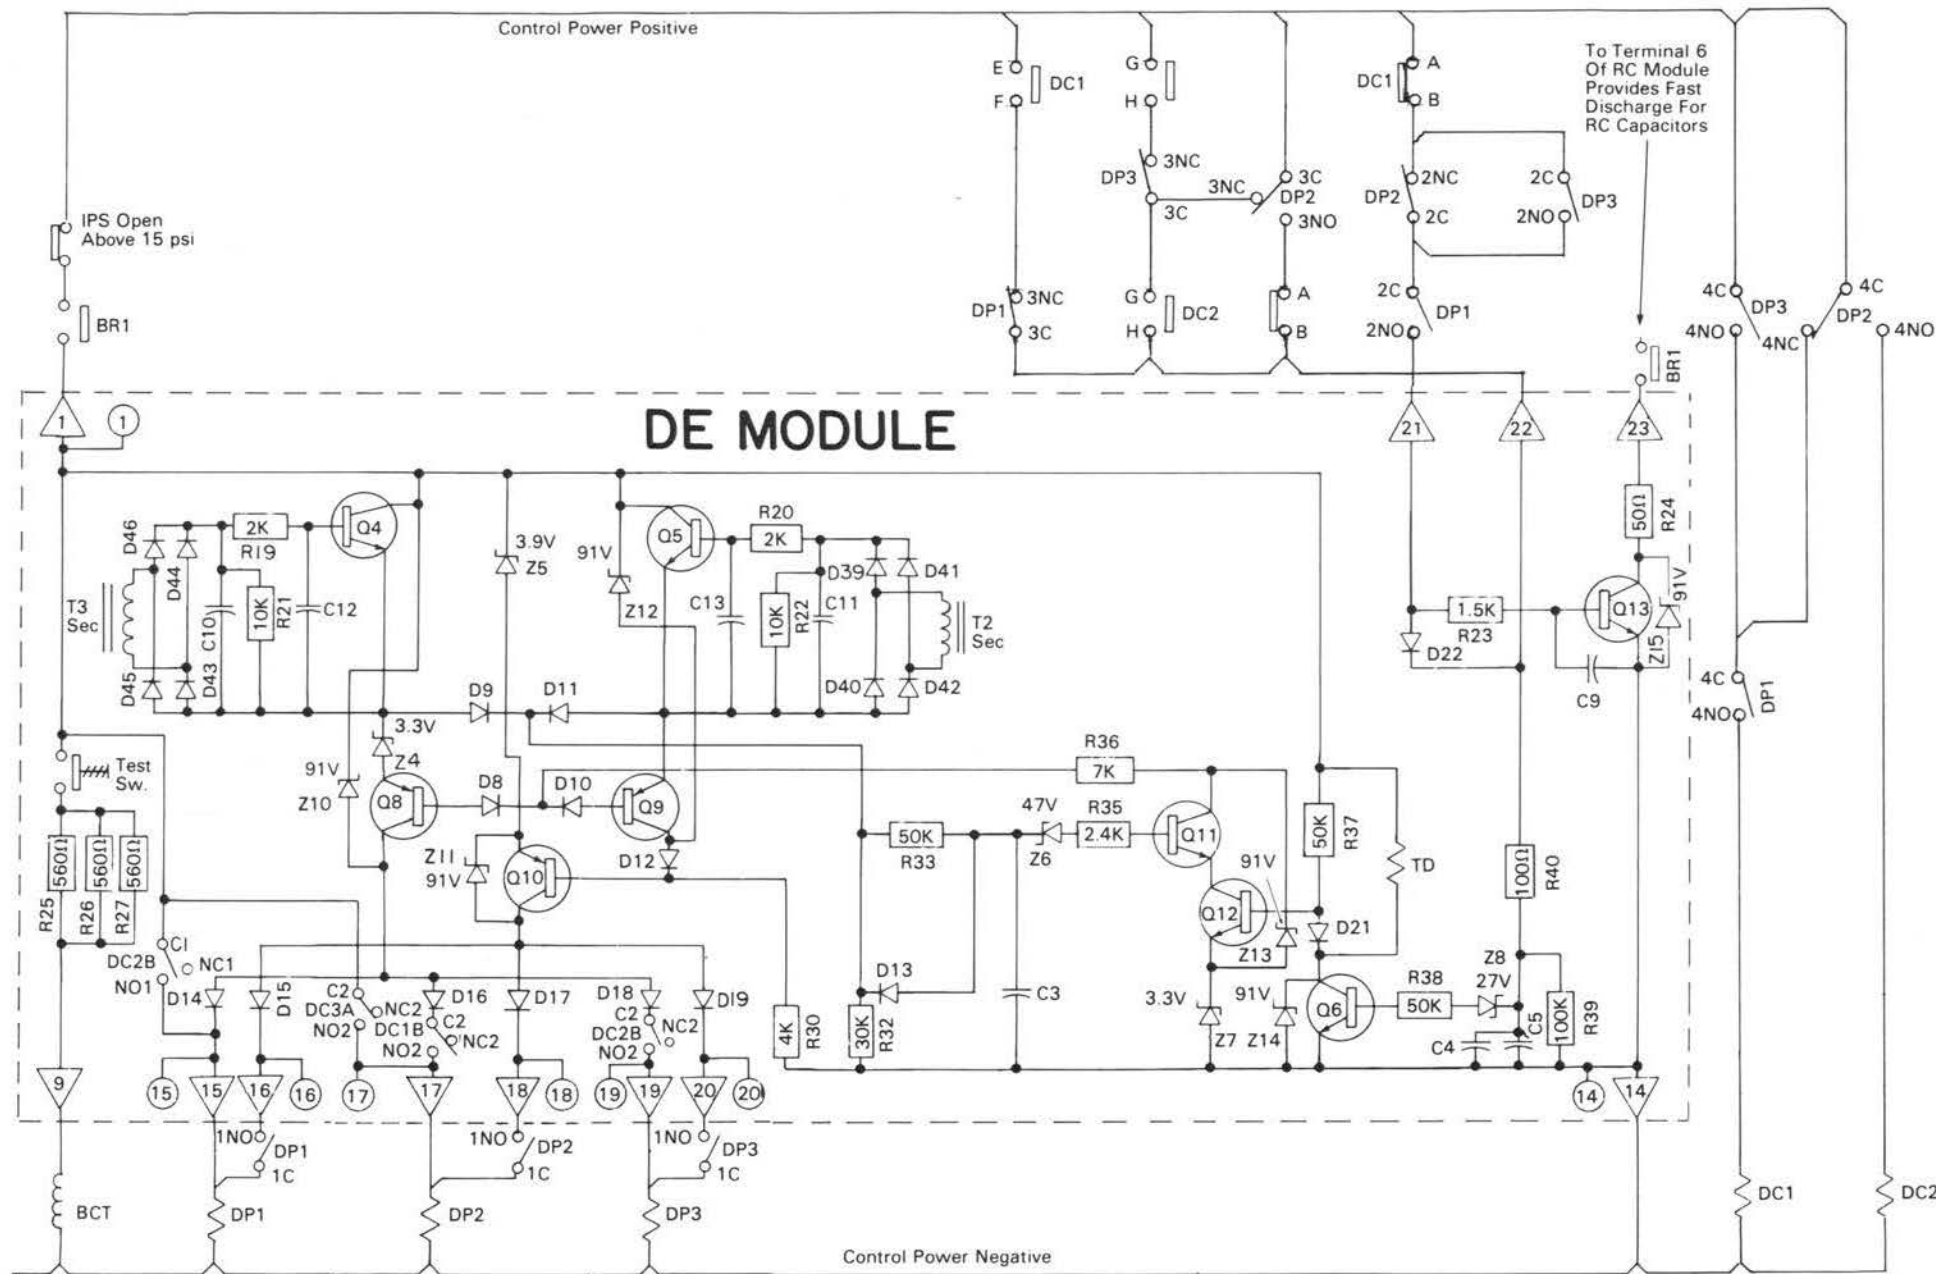 Control Power Positive
To Terminal 6
Of RC Module
Provides Fast
Discharge For
RC Capacitors
E
F
DC1
G
H
DC1
A
B
3NC
DP3
3C
3NC
3C
DP2
3NO
2NC
DP2
2C
2C
DP3
2NO
IPS Open
Above 15 psi
BR1
3NC
DP1
3C
G
H
DC2
A
B
2C
DP1
2NO
4C
DP3
4NO
4C
DP2
4NC
4NO
BR1
1
1
DE MODULE
21
22
23
D46
D44
2K
R19
Q4
3.9V
Z5
91V
Z12
Q5
R20
2K
50Ω
R24
T3
Sec
C10
10K
R21
C12
C13
10K
R22
C11
D39
D41
T2
Sec
1.5K
R23
D22
Q13
91V
Z15
C9
D45
D43
D9
D11
D40
D42
4C
DP1
4NO
3.3V
Z4
Test
Sw.
91V
Z10
Q8
D8
D10
Q9
R36
7K
47V
Z6
R35
2.4K
Q11
50K
R37
TD
50K
R33
560Ω
560Ω
560Ω
R25
R26
R27
Z11
91V
Q10
D12
91V
Q12
Z13
D21
100Ω
R40
C1
DC2B
NC1
NO1
D14
D15
C2
DC3A
NC2
NO2
D16
C2
DC1B
NC2
NO2
D17
D18
C2
DC2B
NC2
NO2
D19
4K
R30
30K
R32
D13
C3
3.3V
Z7
91V
Z14
Q6
R38
50K
Z8
27V
C4
C5
100K
R39
9
15
15
16
16
17
17
18
18
19
19
20
20
14
14
1NO
DP1
1C
1NO
DP2
1C
1NO
DP3
1C
BCT
DP1
DP2
DP3
DC1
DC2
Control Power Negative